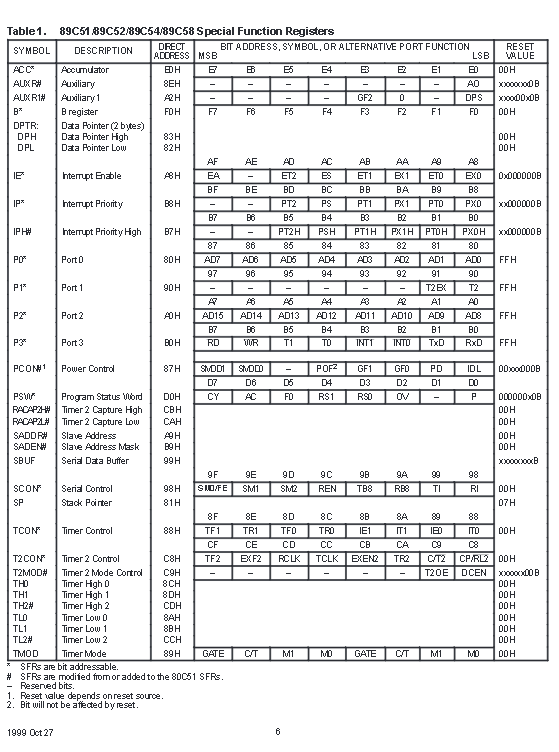 Table 1. 89C51/89C52/89C54/89C58 Special Function Registers
SYMBOL DESCRIPTION DIRECT ADDRESS BIT ADDRESS, SYMBOL, OR ALTERNATIVE PORT FUNCTION MSB LSB RESET VALUE
ACC* Accumulator E0H E7 E6 E5 E4 E3 E2 E1 E0 00H
AUXR# Auxiliary 8EH – – – – – – – AO xxxxxxx0B
AUXR1# Auxiliary 1 A2H – – – – GF2 0 – DPS xxxx00x0B
B* B register F0H F7 F6 F5 F4 F3 F2 F1 F0 00H
DPTR: Data Pointer (2 bytes)
DPH Data Pointer High 83H 00H
DPL Data Pointer Low 82H 00H
AF AE AD AC AB AA A9 A8
IE* Interrupt Enable A8H EA – ET2 ES ET1 EX1 ET0 EX0 0x000000B
BF BE BD BC BB BA B9 B8
IP* Interrupt Priority B8H – – PT2 PS PT1 PX1 PT0 PX0 xx000000B
B7 B6 B5 B4 B3 B2 B1 B0
IPH# Interrupt Priority High B7H – – PT2H PSH PT1H PX1H PT0H PX0H xx000000B
87 86 85 84 83 82 81 80
P0* Port 0 80H AD7 AD6 AD5 AD4 AD3 AD2 AD1 AD0 FFH
97 96 95 94 93 92 91 90
P1* Port 1 90H – – – – – – T2EX T2 FFH
A7 A6 A5 A4 A3 A2 A1 A0
P2* Port 2 A0H AD15 AD14 AD13 AD12 AD11 AD10 AD9 AD8 FFH
B7 B6 B5 B4 B3 B2 B1 B0
P3* Port 3 B0H RD WR T1 T0 INT1 INT0 TxD RxD FFH
PCON#1 Power Control 87H SMOD1 SMOD0 – POF2 GF1 GF0 PD IDL 00xxx000B
D7 D6 D5 D4 D3 D2 D1 D0
PSW* Program Status Word D0H CY AC F0 RS1 RS0 OV – P 000000x0B
RACAP2H# Timer 2 Capture High CBH 00H
RACAP2L# Timer 2 Capture Low CAH 00H
SADDR# Slave Address A9H 00H
SADEN# Slave Address Mask B9H 00H
SBUF Serial Data Buffer 99H xxxxxxxxB
9F 9E 9D 9C 9B 9A 99 98
SCON* Serial Control 98H SM0/FE SM1 SM2 REN TB8 RB8 TI RI 00H
SP Stack Pointer 81H 07H
8F 8E 8D 8C 8B 8A 89 88
TCON* Timer Control 88H TF1 TR1 TF0 TR0 IE1 IT1 IE0 IT0 00H
CF CE CD CC CB CA C9 C8
T2CON* Timer 2 Control C8H TF2 EXF2 RCLK TCLK EXEN2 TR2 C/T2 CP/RL2 00H
T2MOD# Timer 2 Mode Control C9H – – – – – – T2OE DCEN xxxxxx00B
TH0 Timer High 0 8CH 00H
TH1 Timer High 1 8DH 00H
TH2# Timer High 2 CDH 00H
TL0 Timer Low 0 8AH 00H
TL1 Timer Low 1 8BH 00H
TL2# Timer Low 2 CCH 00H
TMOD Timer Mode 89H GATE C/T M1 M0 GATE C/T M1 M0 00H
* SFRs are bit addressable.
# SFRs are modified from or added to the 80C51 SFRs.
– Reserved bits.
1. Reset value depends on reset source.
2. Bit will not be affected by reset.
1999 Oct 27 6